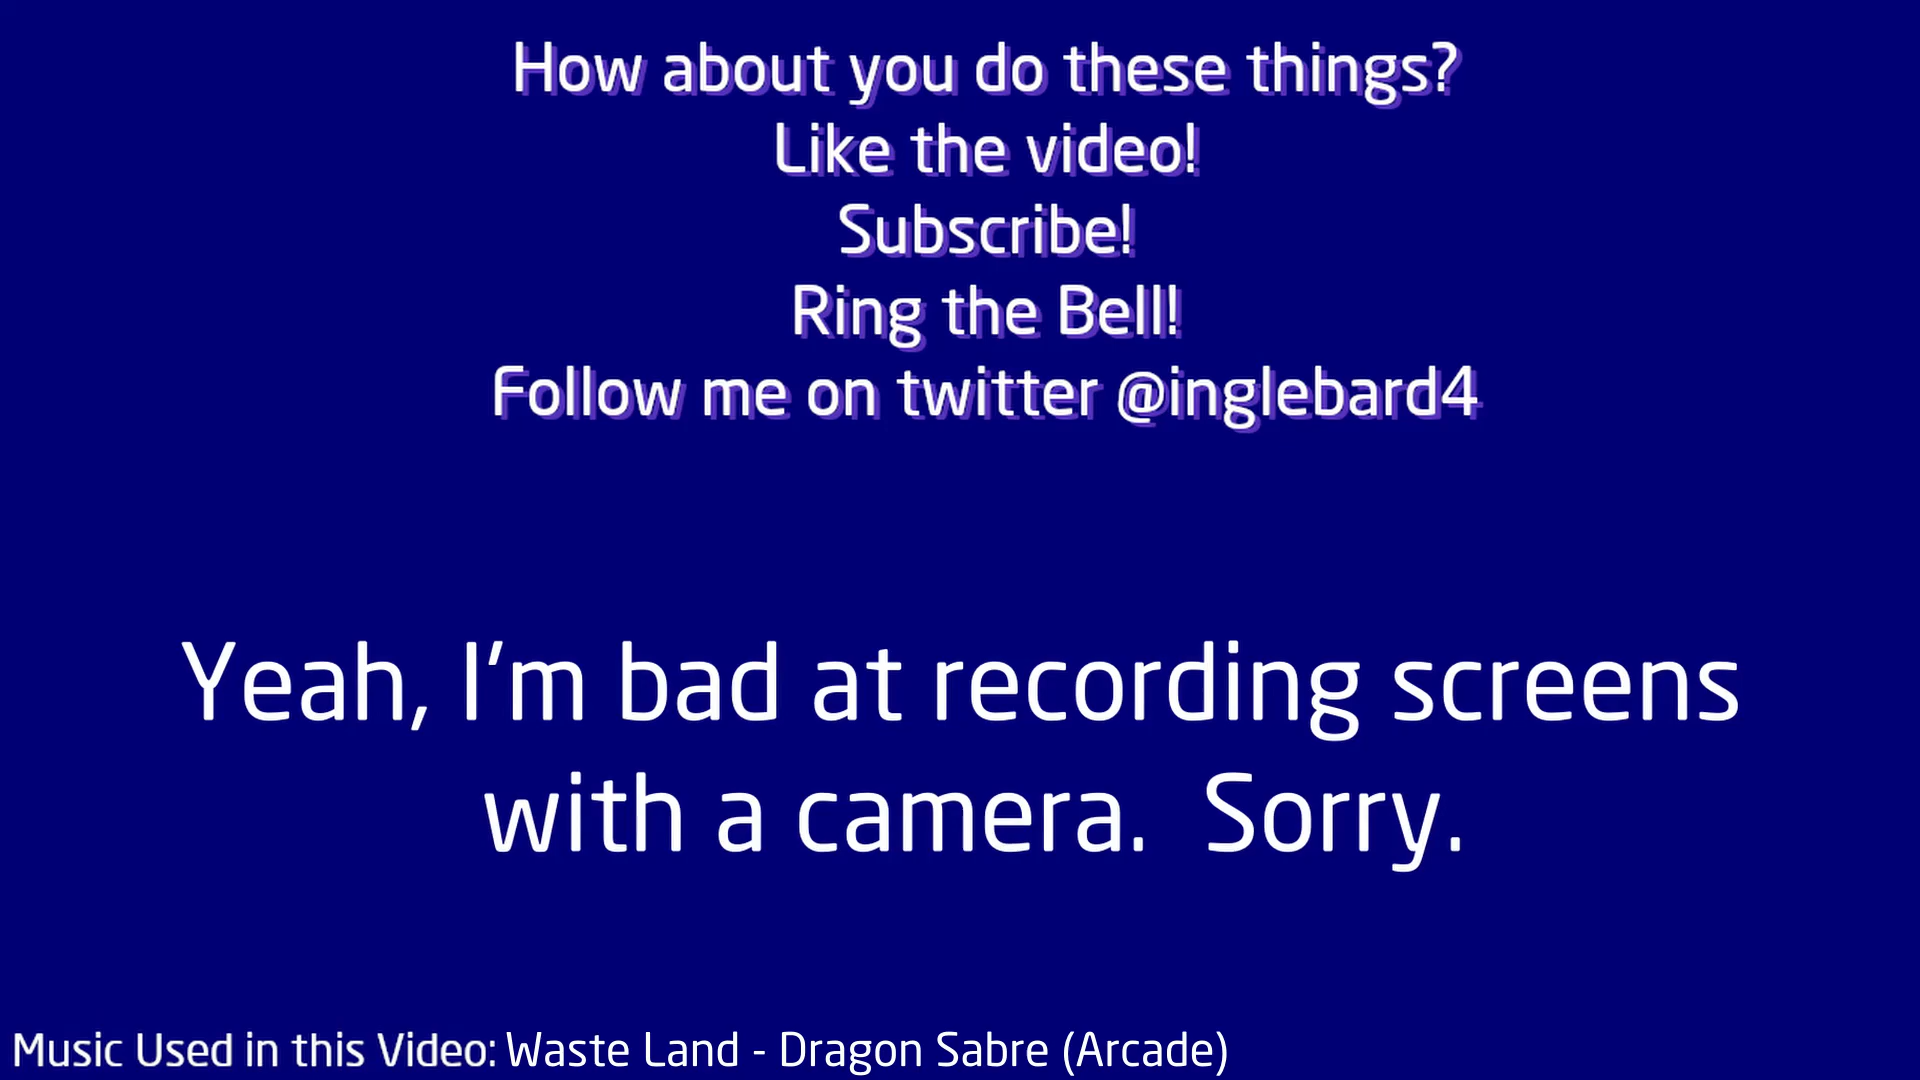 How about you do these things?
Like the video!
Subscribe!
Ring the Bell!
Follow me on twitter @inglebard4
Yeah, I'm bad at recording screens
with a camera.  Sorry.
Music Used in this Video: Waste Land - Dragon Sabre (Arcade)